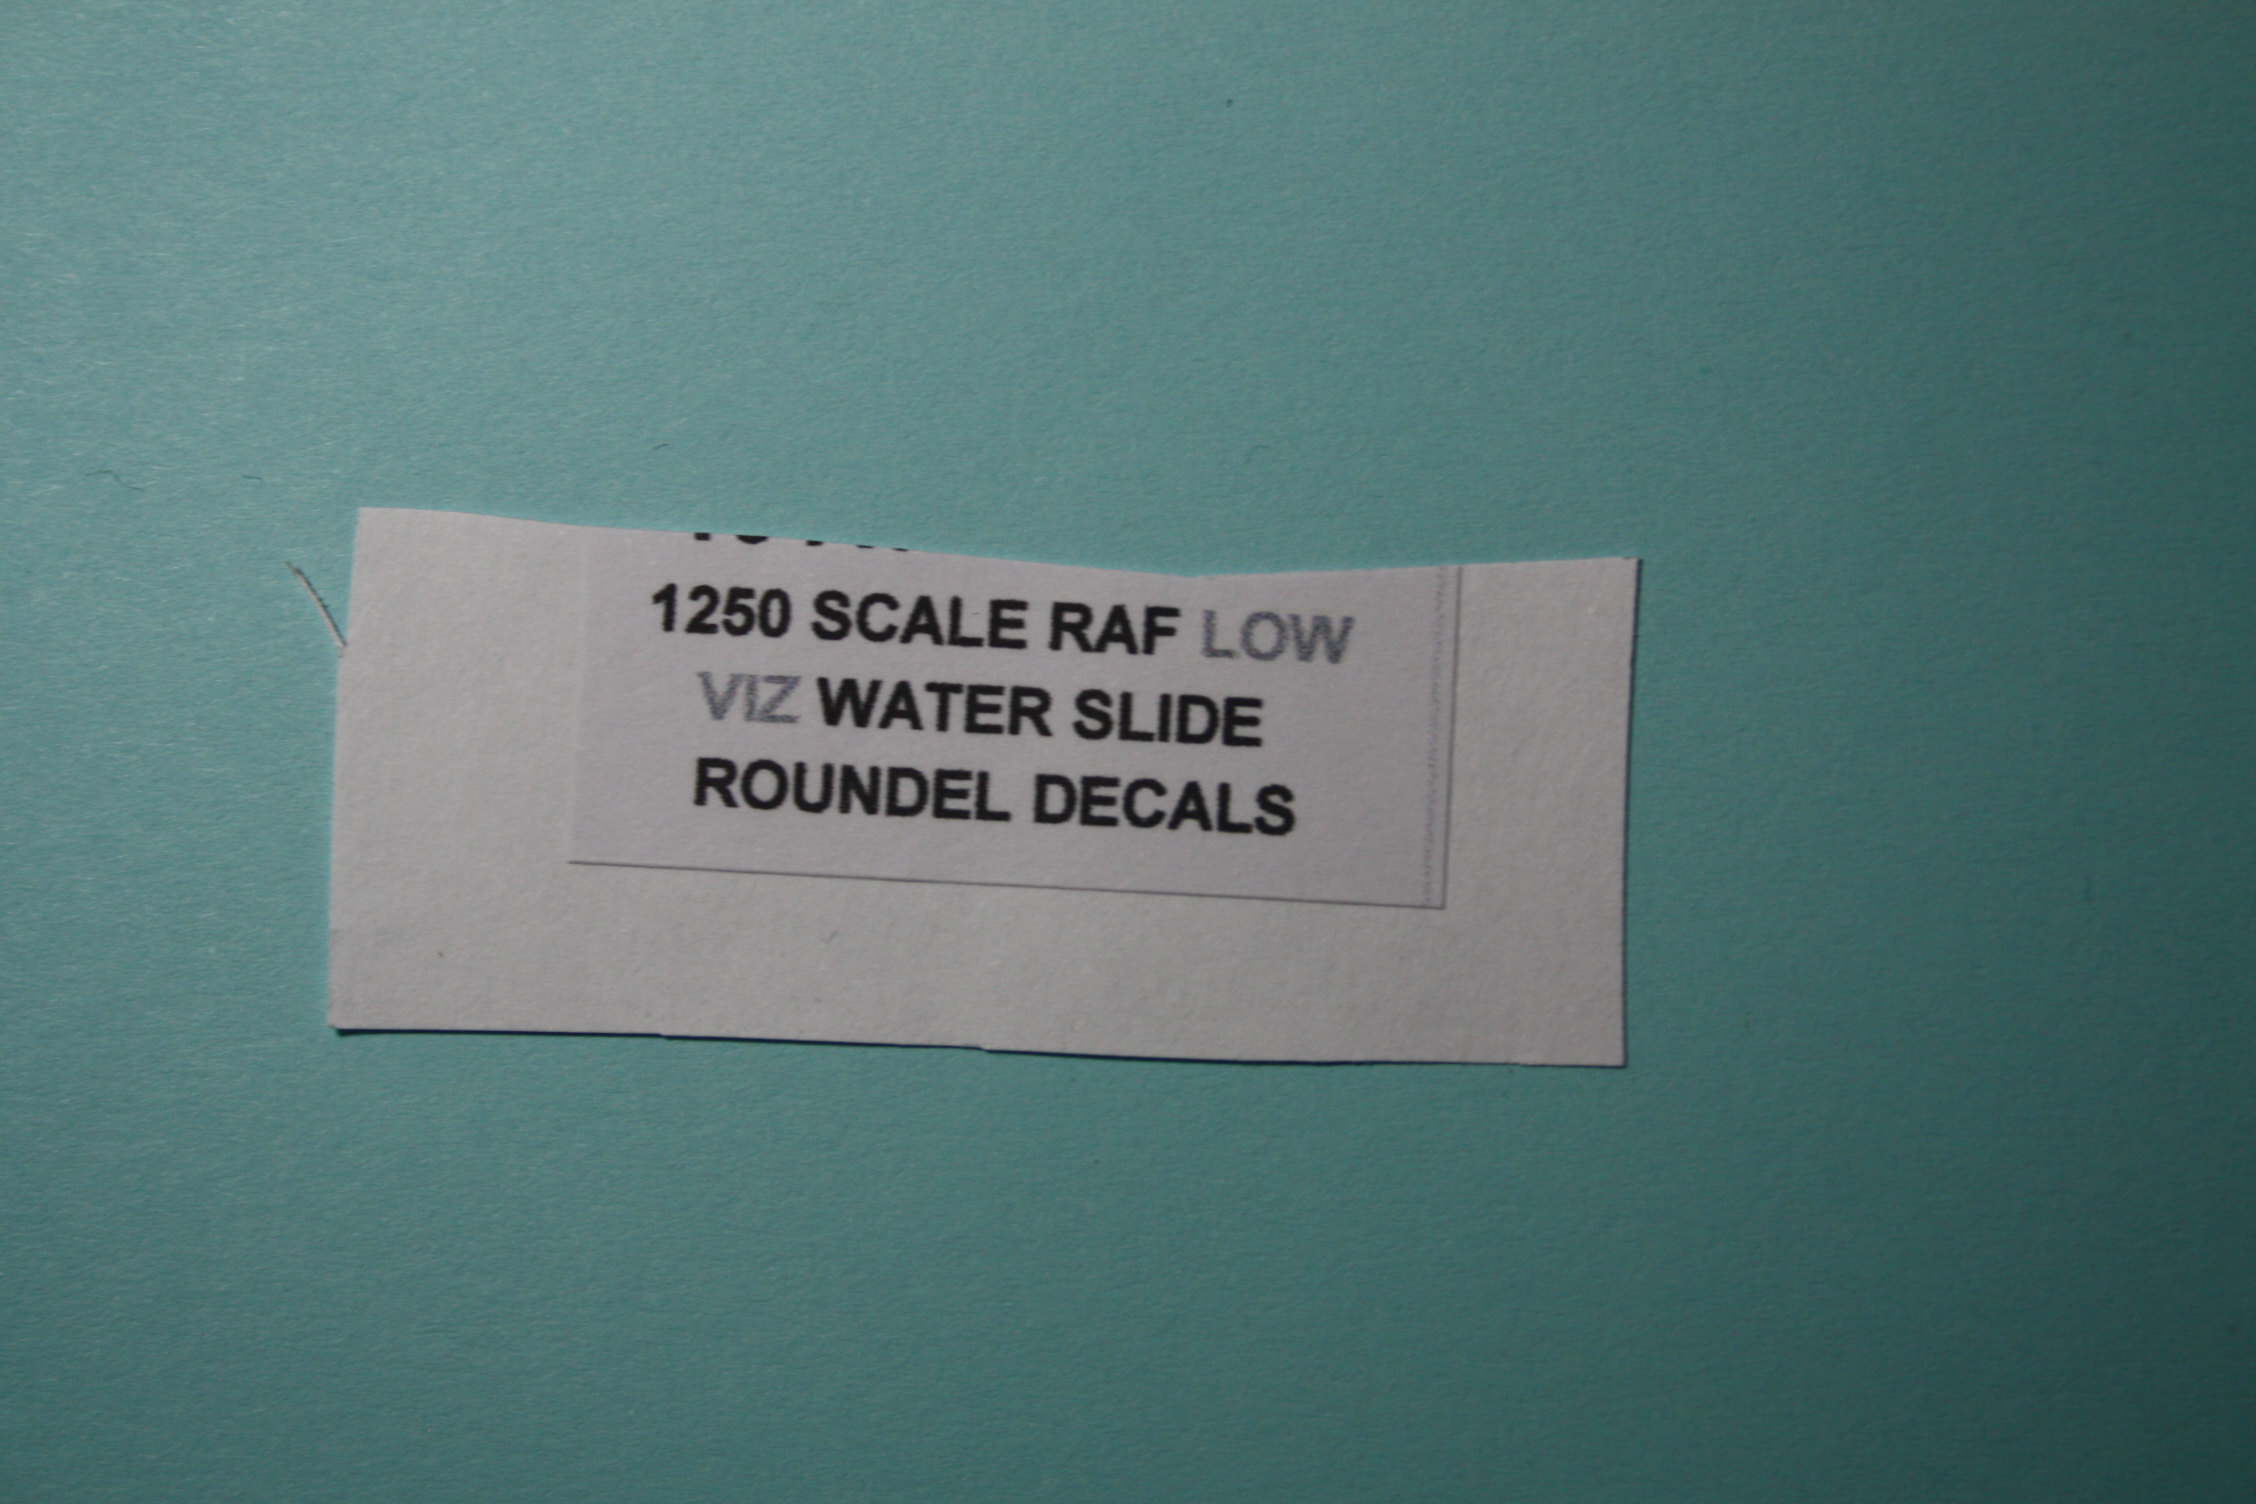 1250 SCALE RAF LOW
VIZ WATER SLIDE
ROUNDEL DECALS